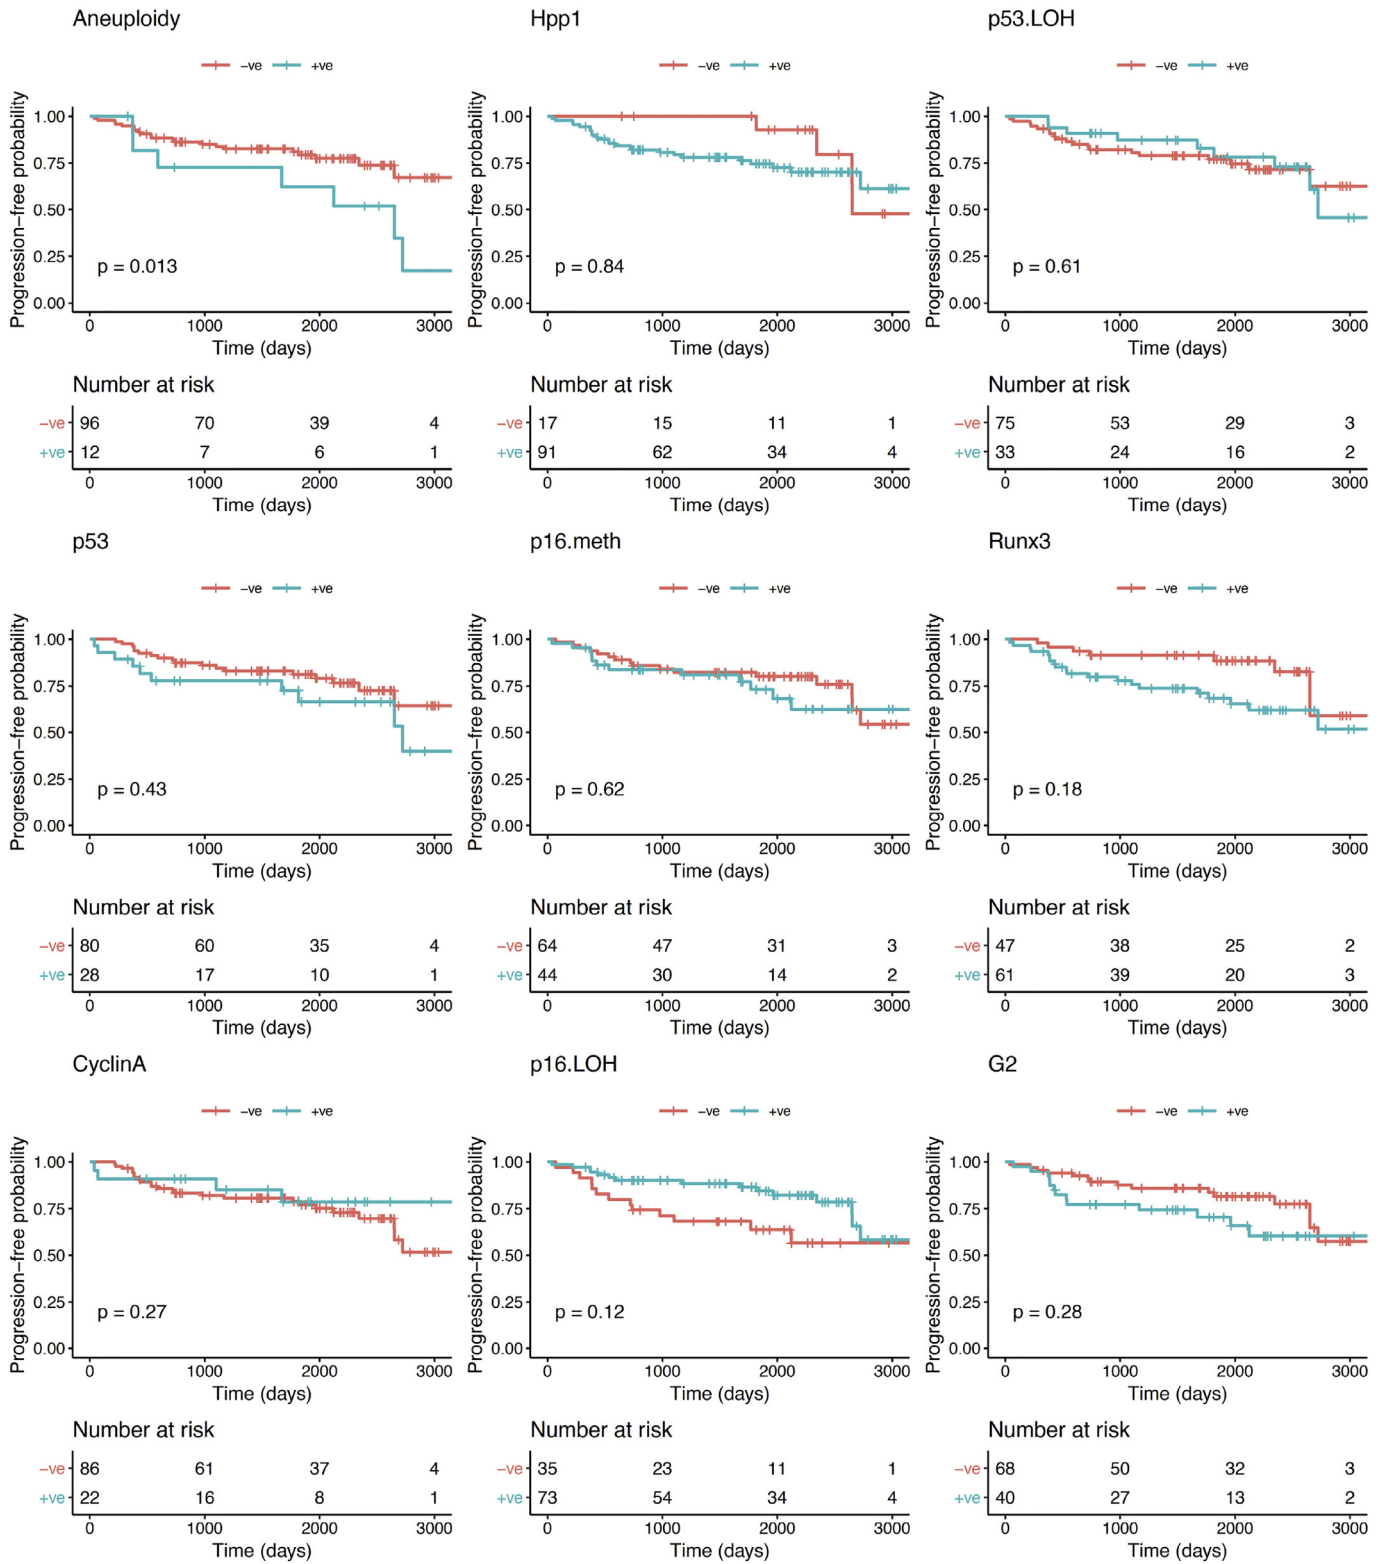 Aneuploidy
−ve +ve
Progression−free probability
1.00
0.75
0.50
0.25
0.00
p = 0.013
0 1000 2000 3000
Time (days)
Number at risk
−ve 96 70 39 4
+ve 12 7 6 1
0 1000 2000 3000
Time (days)
Hpp1
−ve +ve
Progression−free probability
1.00
0.75
0.50
0.25
0.00
p = 0.84
0 1000 2000 3000
Time (days)
Number at risk
−ve 17 15 11 1
+ve 91 62 34 4
0 1000 2000 3000
Time (days)
p53.LOH
−ve +ve
Progression−free probability
1.00
0.75
0.50
0.25
0.00
p = 0.61
0 1000 2000 3000
Time (days)
Number at risk
−ve 75 53 29 3
+ve 33 24 16 2
0 1000 2000 3000
Time (days)
p53
−ve +ve
Progression−free probability
1.00
0.75
0.50
0.25
0.00
p = 0.43
0 1000 2000 3000
Time (days)
Number at risk
−ve 80 60 35 4
+ve 28 17 10 1
0 1000 2000 3000
Time (days)
p16.meth
−ve +ve
Progression−free probability
1.00
0.75
0.50
0.25
0.00
p = 0.62
0 1000 2000 3000
Time (days)
Number at risk
−ve 64 47 31 3
+ve 44 30 14 2
0 1000 2000 3000
Time (days)
Runx3
−ve +ve
Progression−free probability
1.00
0.75
0.50
0.25
0.00
p = 0.18
0 1000 2000 3000
Time (days)
Number at risk
−ve 47 38 25 2
+ve 61 39 20 3
0 1000 2000 3000
Time (days)
CyclinA
−ve +ve
Progression−free probability
1.00
0.75
0.50
0.25
0.00
p = 0.27
0 1000 2000 3000
Time (days)
Number at risk
−ve 86 61 37 4
+ve 22 16 8 1
0 1000 2000 3000
Time (days)
p16.LOH
−ve +ve
Progression−free probability
1.00
0.75
0.50
0.25
0.00
p = 0.12
0 1000 2000 3000
Time (days)
Number at risk
−ve 35 23 11 1
+ve 73 54 34 4
0 1000 2000 3000
Time (days)
G2
−ve +ve
Progression−free probability
1.00
0.75
0.50
0.25
0.00
p = 0.28
0 1000 2000 3000
Time (days)
Number at risk
−ve 68 50 32 3
+ve 40 27 13 2
0 1000 2000 3000
Time (days)